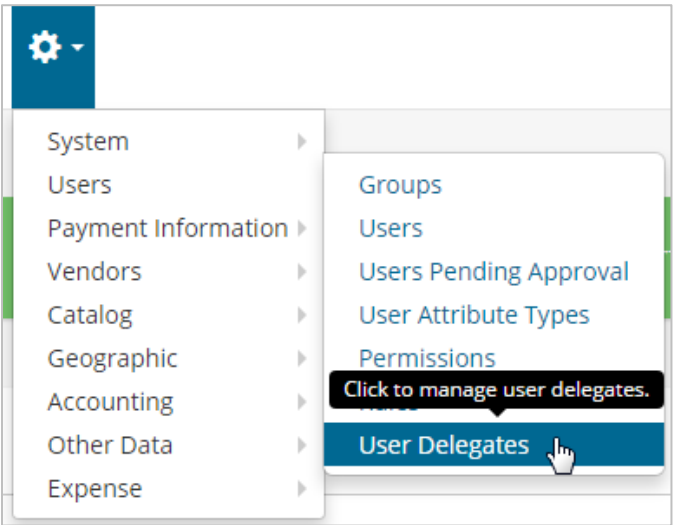 System
Users
Payment Information
Vendors
Catalog
Geographic
Accounting
Other Data
Expense
Groups
Users
Users Pending Approval
User Attribute Types
Permissions
Click to manage user delegates.
User Delegates